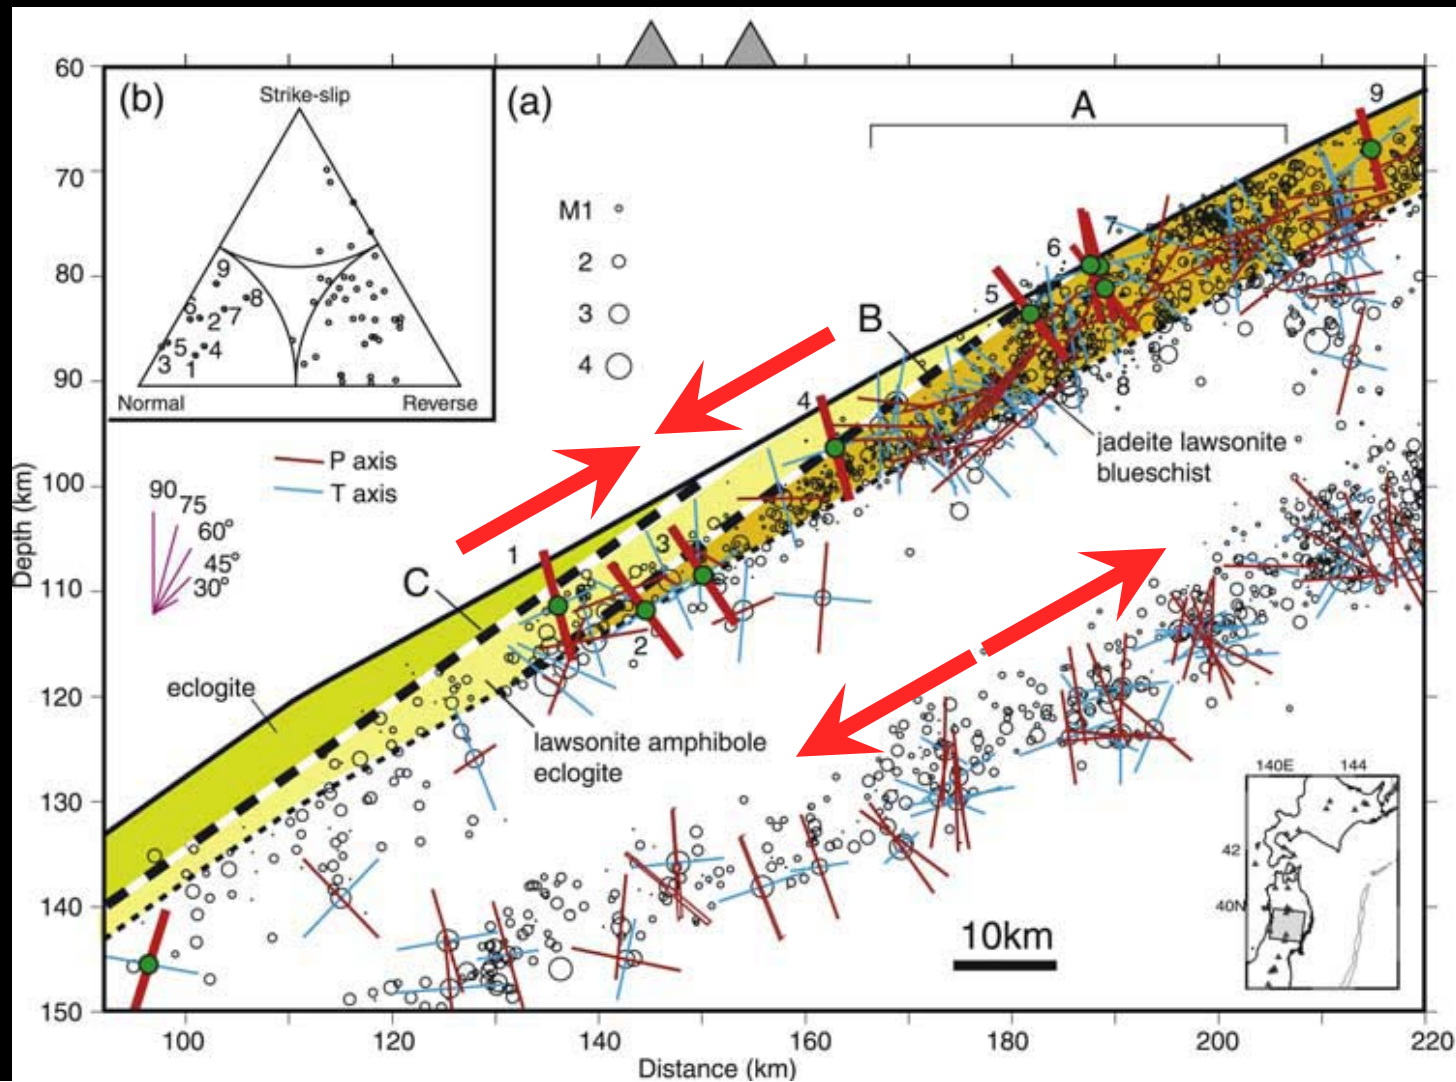 (b)
Strike-slip
9
6
8
2
7
5
4
3
1
Normal
Reverse
(a)
M1
2
3
4
A
9
7
6
5
B
8
4
jadeite lawsonite
blueschist
P axis
T axis
90
75
60°
45°
30°
1
3
C
2
eclogite
lawsonite amphibole
eclogite
10km
140E
144
42
40N
60
70
80
90
100
110
120
130
140
150
Depth (km)
100
120
140
160
180
200
220
Distance (km)